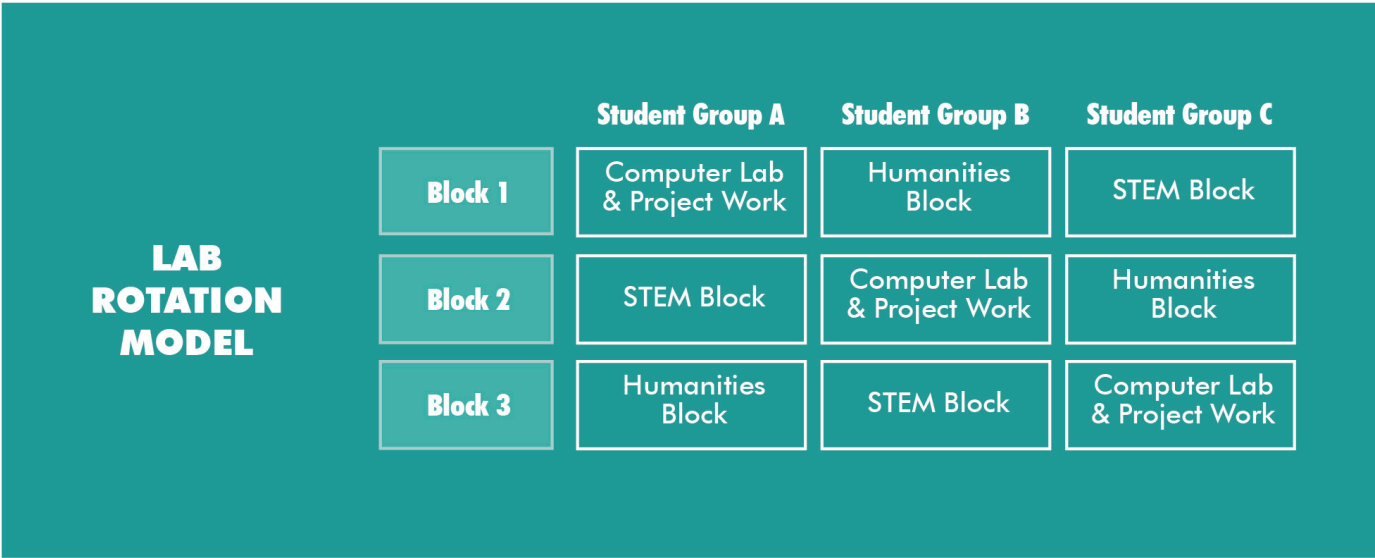 LAB
ROTATION
MODEL
Student Group A
Student Group B
Student Group C
Block 1
Computer Lab
& Project Work
Humanities
Block
STEM Block
Block 2
STEM Block
Computer Lab
& Project Work
Humanities
Block
Block 3
Humanities
Block
STEM Block
Computer Lab
& Project Work